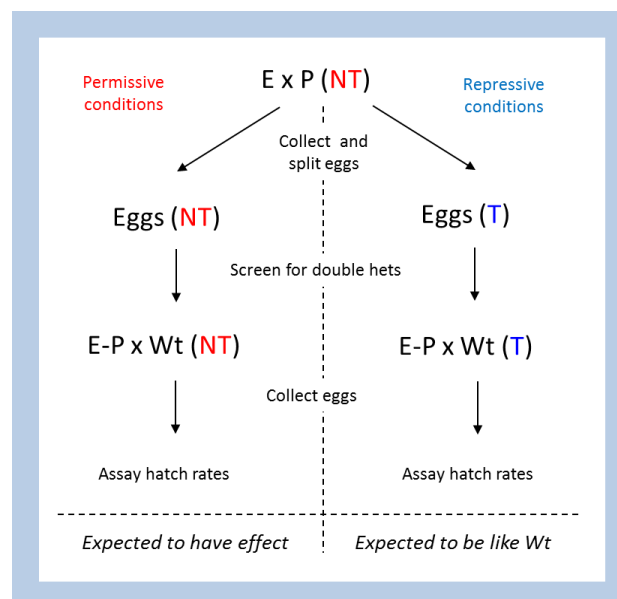 Permissive
conditions
E x P (NT)
Repressive
conditions
Collect and
split eggs
Eggs (NT)
Eggs (T)
Screen for double hets
E-P x Wt (NT)
E-P x Wt (T)
Collect eggs
Assay hatch rates
Assay hatch rates
Expected to have effect
Expected to be like Wt